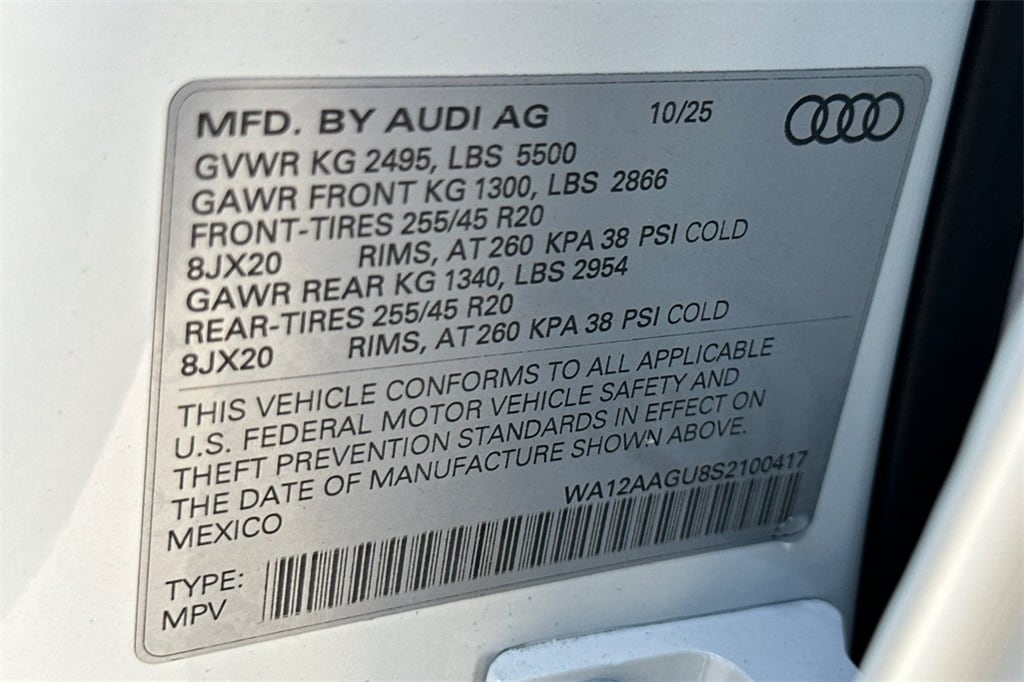 MFD. BY AUDI AG 10/25
GVWR KG 2495, LBS 5500
GAWR FRONT KG 1300, LBS 2866
FRONT-TIRES 255/45 R20
8JX20 RIMS, AT 260 KPA 38 PSI COLD
GAWR REAR KG 1340, LBS 2954
REAR-TIRES 255/45 R20
8JX20 RIMS, AT 260 KPA 38 PSI COLD
THIS VEHICLE CONFORMS TO ALL APPLICABLE
U.S. FEDERAL MOTOR VEHICLE SAFETY AND
THEFT PREVENTION STANDARDS IN EFFECT ON
THE DATE OF MANUFACTURE SHOWN ABOVE.
MEXICO WA12AAGU8S2100417
TYPE:
MPV